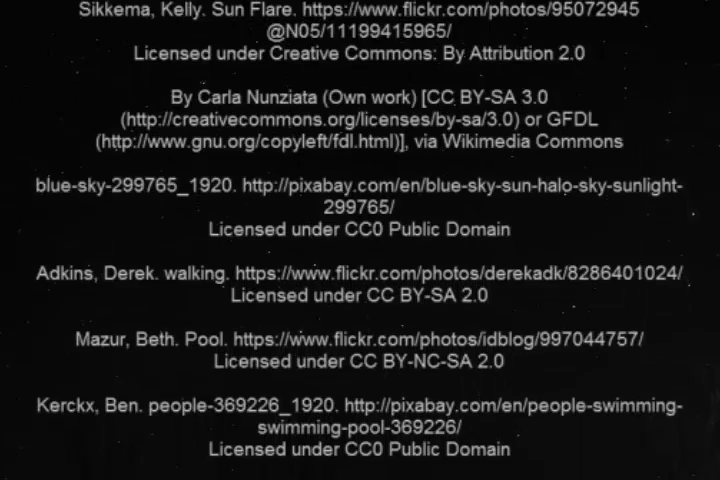 Sikkema, Kelly. Sun Flare. https://www.flickr.com/photos/95072945
@N05/11199415965/
Licensed under Creative Commons: By Attribution 2.0
By Carla Nunziata (Own work) [CC BY-SA 3.0
(http://creativecommons.org/licenses/by-sa/3.0) or GFDL
(http://www.gnu.org/copyleft/fdl.html)], via Wikimedia Commons
blue-sky-299765_1920. http://pixabay.com/en/blue-sky-sun-halo-sky-sunlight-
299765/
Licensed under CC0 Public Domain
Adkins, Derek. walking. https://www.flickr.com/photos/derekadk/8286401024/
Licensed under CC BY-SA 2.0
Mazur, Beth. Pool. https://www.flickr.com/photos/idblog/997044757/
Licensed under CC BY-NC-SA 2.0
Kerckx, Ben. people-369226_1920. http://pixabay.com/en/people-swimming-
swimming-pool-369226/
Licensed under CC0 Public Domain